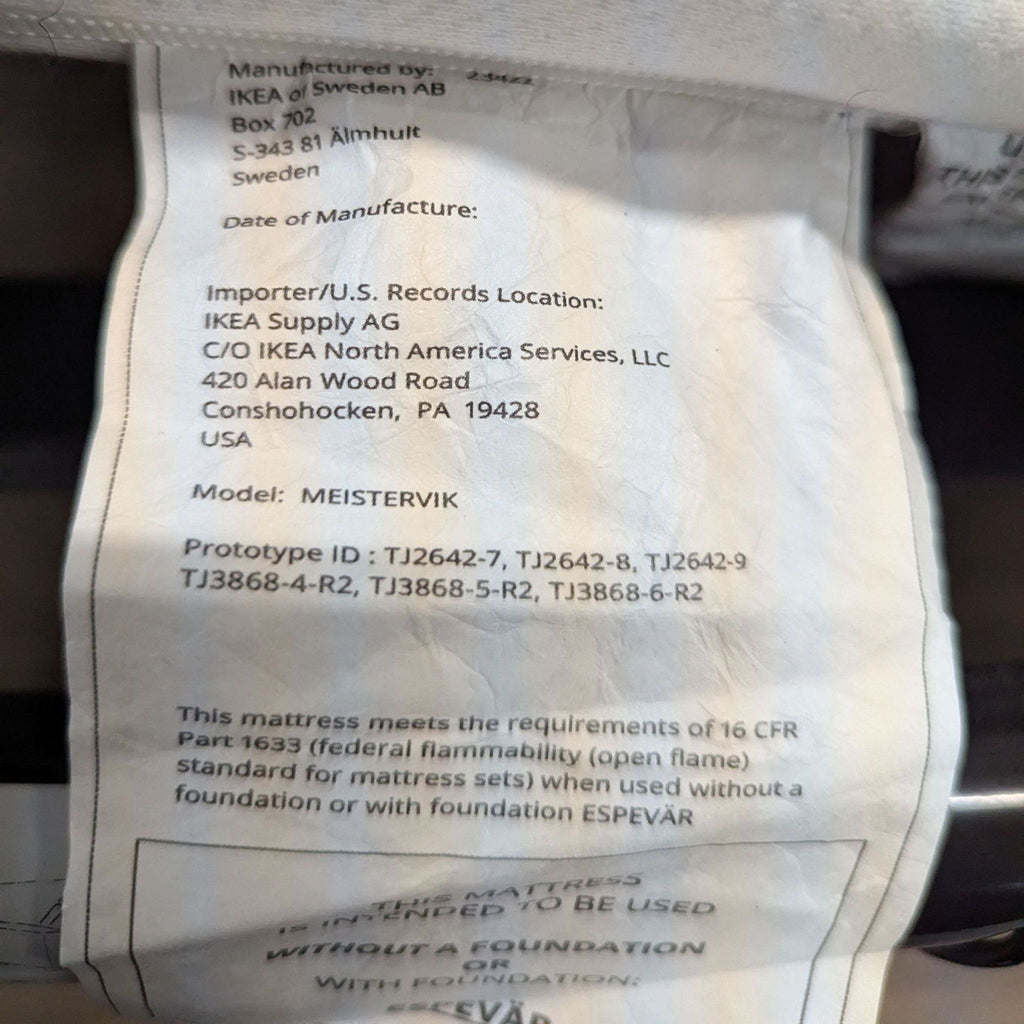 Manufactured by: 23422
IKEA of Sweden AB
Box 702
S-343 81 Älmhult
Sweden
Date of Manufacture:
Importer/U.S. Records Location:
IKEA Supply AG
C/O IKEA North America Services, LLC
420 Alan Wood Road
Conshohocken, PA 19428
USA
Model: MEISTERVIK
Prototype ID : TJ2642-7, TJ2642-8, TJ2642-9
TJ3868-4-R2, TJ3868-5-R2, TJ3868-6-R2
This mattress meets the requirements of 16 CFR
Part 1633 (federal flammability (open flame)
standard for mattress sets) when used without a
foundation or with foundation ESPEVÄR
THIS MATTRESS
IS INTENDED TO BE USED
WITHOUT A FOUNDATION
OR
WITH FOUNDATION:
ESPEVÄR
THIS